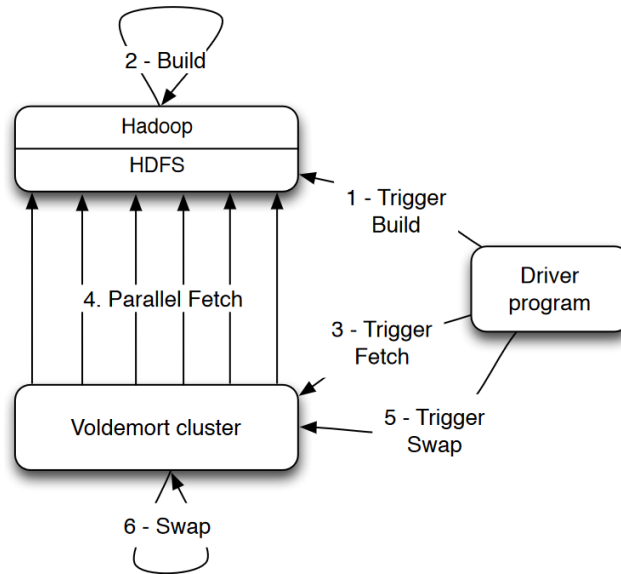 2 - Build
Hadoop
HDFS
1 - Trigger
Build
Driver
program
4. Parallel Fetch
3 - Trigger
Fetch
Voldemort cluster
5 - Trigger
Swap
6 - Swap